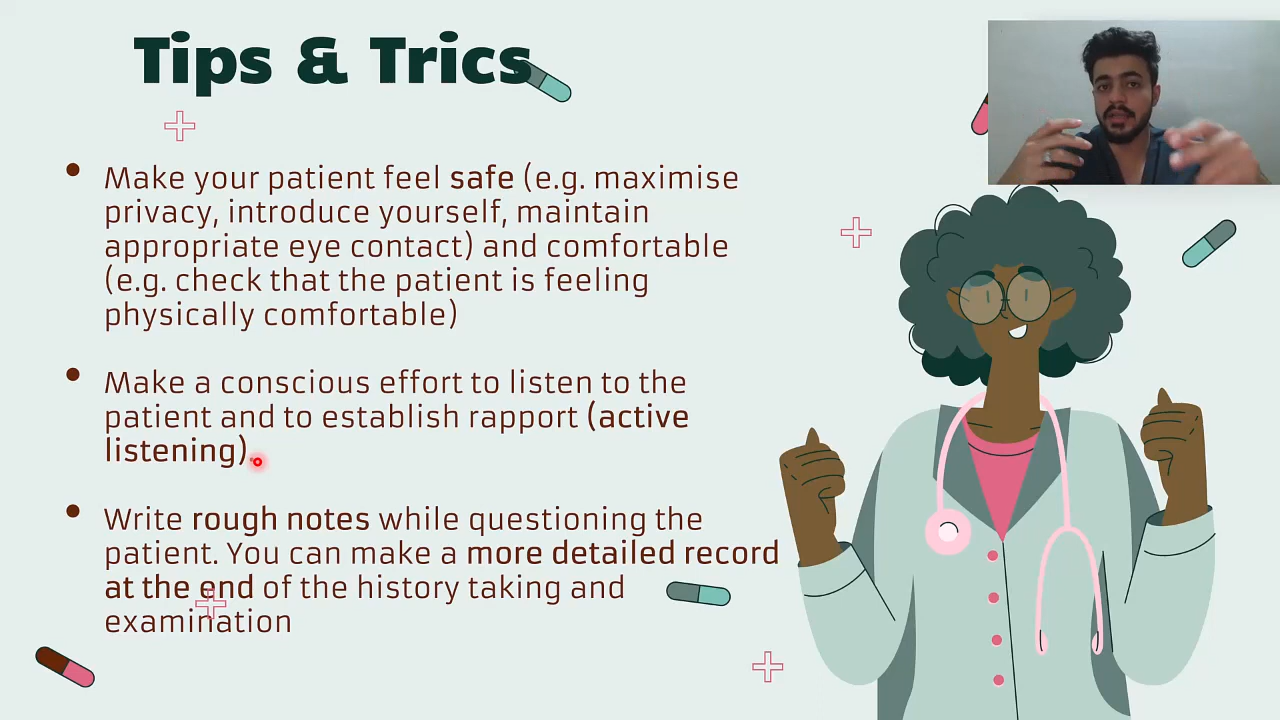 Tips & Trics
• Make your patient feel safe (e.g. maximise
privacy, introduce yourself, maintain
appropriate eye contact) and comfortable
(e.g. check that the patient is feeling
physically comfortable)
• Make a conscious effort to listen to the
patient and to establish rapport (active
listening).
• Write rough notes while questioning the
patient. You can make a more detailed record
at the end of the history taking and
examination